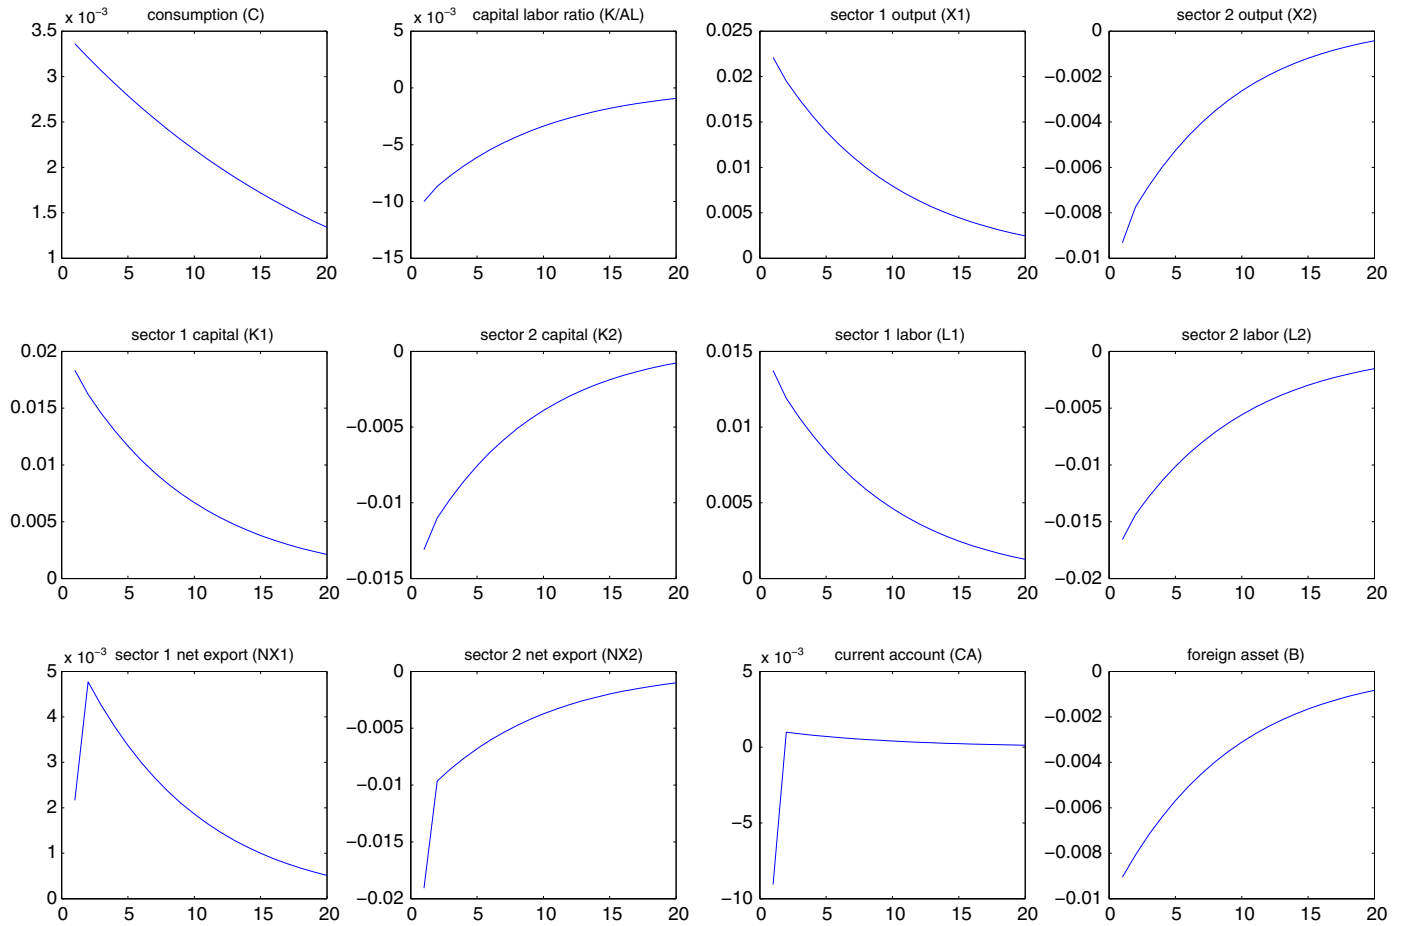 consumption (C)
x 10⁻³
3.5
3
2.5
2
1.5
1
0 5 10 15 20
capital labor ratio (K/AL)
x 10⁻³
5
0
−5
−10
−15
0 5 10 15 20
sector 1 output (X1)
0.025
0.02
0.015
0.01
0.005
0
0 5 10 15 20
sector 2 output (X2)
0
−0.002
−0.004
−0.006
−0.008
−0.01
0 5 10 15 20
sector 1 capital (K1)
0.02
0.015
0.01
0.005
0
0 5 10 15 20
sector 2 capital (K2)
0
−0.005
−0.01
−0.015
0 5 10 15 20
sector 1 labor (L1)
0.015
0.01
0.005
0
0 5 10 15 20
sector 2 labor (L2)
0
−0.005
−0.01
−0.015
−0.02
0 5 10 15 20
x 10⁻³ sector 1 net export (NX1)
5
4
3
2
1
0
0 5 10 15 20
sector 2 net export (NX2)
0
−0.005
−0.01
−0.015
−0.02
0 5 10 15 20
x 10⁻³ current account (CA)
5
0
−5
−10
0 5 10 15 20
foreign asset (B)
0
−0.002
−0.004
−0.006
−0.008
−0.01
0 5 10 15 20